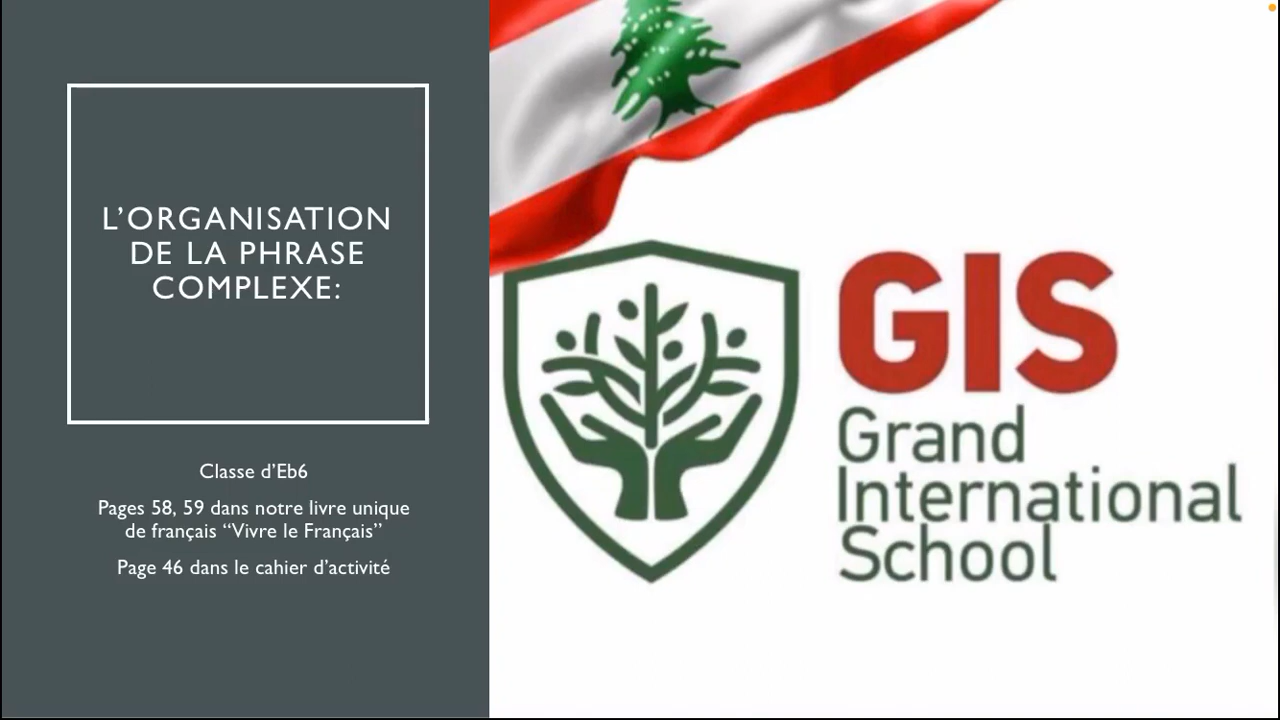 L’ORGANISATION
DE LA PHRASE
COMPLEXE:
Classe d’Eb6
Pages 58, 59 dans notre livre unique
de français “Vivre le Français”
Page 46 dans le cahier d’activité
GIS
Grand
International
School